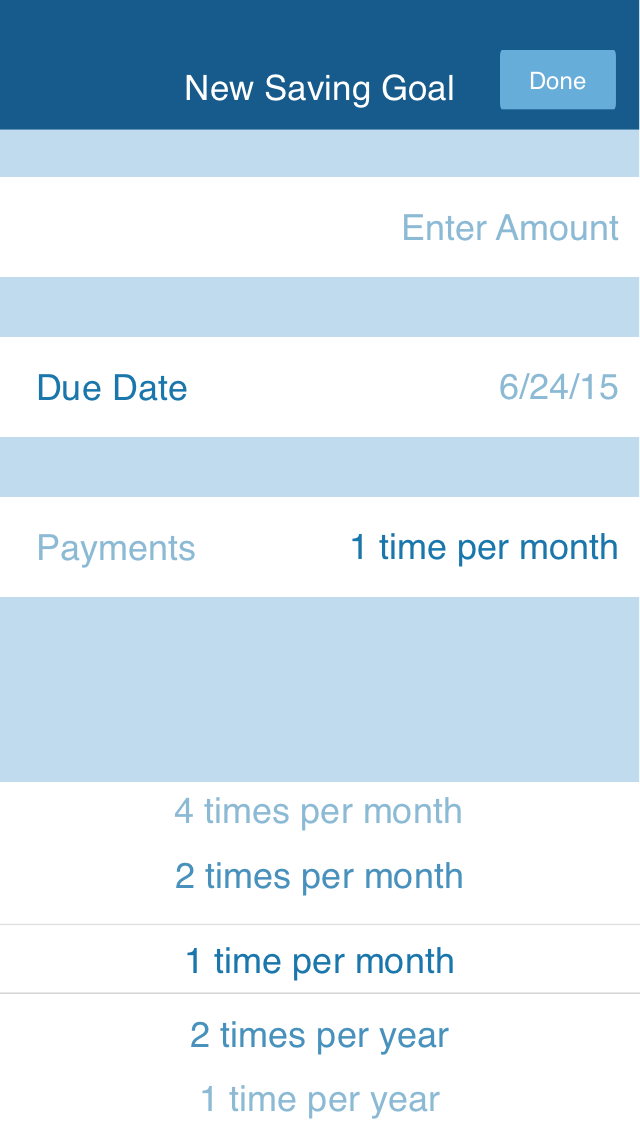 New Saving Goal Done
Enter Amount
Due Date 6/24/15
Payments 1 time per month
4 times per month
2 times per month
1 time per month
2 times per year
1 time per year